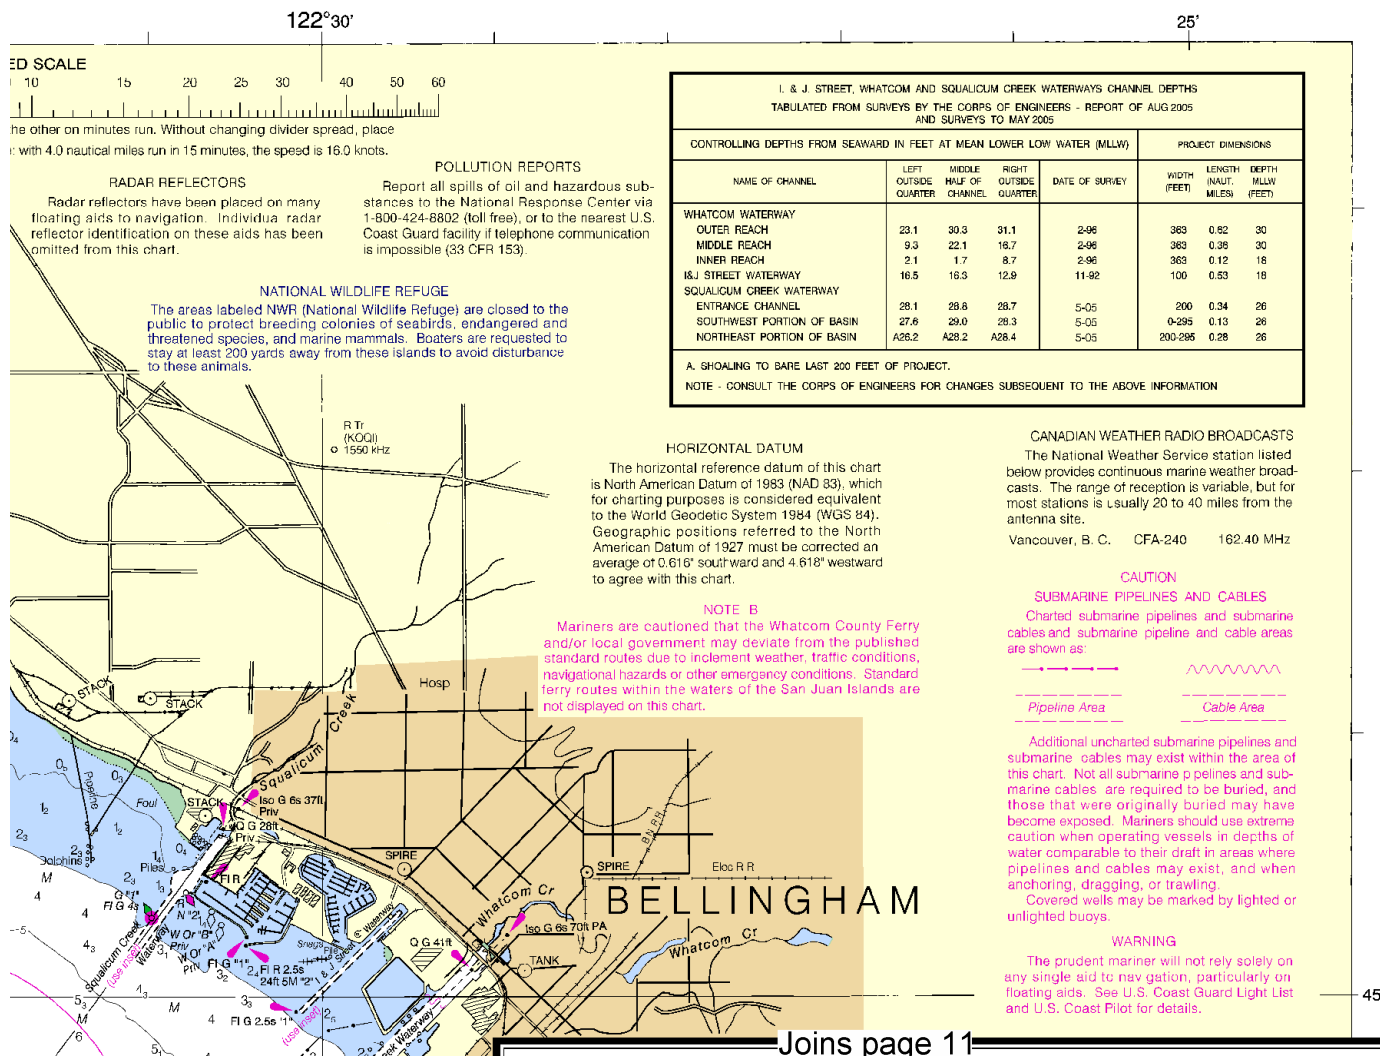 122°30'
25'
ED SCALE
10 15 20 25 30 40 50 60
he other on minutes run. Without changing divider spread, place
with 4.0 nautical miles run in 15 minutes, the speed is 16.0 knots.
RADAR REFLECTORS
Radar reflectors have been placed on many
floating aids to navigation. Individua radar
reflector identification on these aids has been
omitted from this chart.
POLLUTION REPORTS
Report all spills of oil and hazardous sub-
stances to the National Response Center via
1-800-424-8802 (toll free), or to the nearest U.S.
Coast Guard facility if telephone communication
is impossible (33 CFR 153).
NATIONAL WILDLIFE REFUGE
The areas labeled NWR (National Wildlife Refuge) are closed to the
public to protect breeding colonies of seabirds, endangered and
threatened species, and marine mammals. Boaters are requested to
stay at least 200 yards away from these islands to avoid disturbance
to these animals.
I. & J. STREET, WHATCOM AND SQUALICUM CREEK WATERWAYS CHANNEL DEPTHS
TABULATED FROM SURVEYS BY THE CORPS OF ENGINEERS - REPORT OF AUG 2005
AND SURVEYS TO MAY 2005
CONTROLLING DEPTHS FROM SEAWARD IN FEET AT MEAN LOWER LOW WATER (MLLW) PROJECT DIMENSIONS
NAME OF CHANNEL LEFT OUTSIDE QUARTER MIDDLE HALF OF CHANNEL RIGHT OUTSIDE QUARTER DATE OF SURVEY WIDTH (FEET) LENGTH (NAUT. MILES) DEPTH MLLW (FEET)
WHATCOM WATERWAY
OUTER REACH 23.1 30.3 31.1 2-96 363 0.62 30
MIDDLE REACH 9.3 22.1 16.7 2-96 363 0.36 30
INNER REACH 2.1 1.7 8.7 2-96 363 0.12 18
I&J STREET WATERWAY 16.5 16.3 12.9 11-92 100 0.53 18
SQUALICUM CREEK WATERWAY
ENTRANCE CHANNEL 28.1 28.8 28.7 5-05 200 0.34 26
SOUTHWEST PORTION OF BASIN 27.6 29.0 28.3 5-05 0-295 0.13 26
NORTHEAST PORTION OF BASIN A26.2 A28.2 A28.4 5-05 200-295 0.28 26
A. SHOALING TO BARE LAST 200 FEET OF PROJECT.
NOTE - CONSULT THE CORPS OF ENGINEERS FOR CHANGES SUBSEQUENT TO THE ABOVE INFORMATION
R Tr
(KOQI)
1550 kHz
HORIZONTAL DATUM
The horizontal reference datum of this chart
is North American Datum of 1983 (NAD 83), which
for charting purposes is considered equivalent
to the World Geodetic System 1984 (WGS 84).
Geographic positions referred to the North
American Datum of 1927 must be corrected an
average of 0.616" southward and 4.618" westward
to agree with this chart.
CANADIAN WEATHER RADIO BROADCASTS
The National Weather Service station listed
below provides continuous marine weather broad-
casts. The range of reception is variable, but for
most stations is usually 20 to 40 miles from the
antenna site.
Vancouver, B. C. CFA-240 162.40 MHz
NOTE B
Mariners are cautioned that the Whatcom County Ferry
and/or local government may deviate from the published
standard routes due to inclement weather, traffic conditions,
navigational hazards or other emergency conditions. Standard
ferry routes within the waters of the San Juan Islands are
not displayed on this chart.
CAUTION
SUBMARINE PIPELINES AND CABLES
Charted submarine pipelines and submarine
cables and submarine pipeline and cable areas
are shown as:
Pipeline Area Cable Area
Additional uncharted submarine pipelines and
submarine cables may exist within the area of
this chart. Not all submarine p pelines and sub-
marine cables are required to be buried, and
those that were originally buried may have
become exposed. Mariners should use extreme
caution when operating vessels in depths of
water comparable to their draft in areas where
pipelines and cables may exist, and when
anchoring, dragging, or trawling.
Covered wells may be marked by lighted or
unlighted buoys.
WARNING
The prudent mariner will not rely solely on
any single aid to nav gation, particularly on
floating aids. See U.S. Coast Guard Light List
and U.S. Coast Pilot for details.
STACK
STACK
Hosp
Squalicum Creek
Iso G 6s 37ft
Priv
STACK
Q G 28ft
Priv
Pipeline
Foul
Dolphins
Piles
Fl R
SPIRE
SPIRE
B N RR
Elec R R
BELLINGHAM
Whatcom Cr
Iso G 6s 70ft PA
Whatcom Cr
G "1"
Fl G 4s
R
N "2"
W Or "B"
Priv
W Or "A"
Priv
Squalicum Creek
Waterway
(use inset)
Snags
Pile
I & J Street Waterway
Q G 41ft
TANK
Fl G "1"
Fl R 2.5s
24ft 5M "2"
Fl G 2.5s "1"
(use inset)
ek Waterway
45
Joins page 11